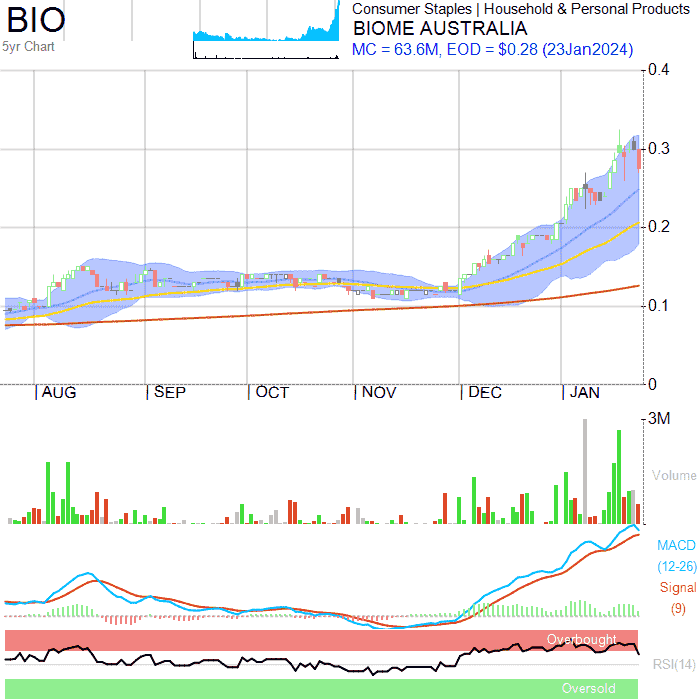 BIO
5yr Chart
Consumer Staples | Household & Personal Products
BIOME AUSTRALIA
MC = 63.6M, EOD = $0.28 (23Jan2024)
0.4
0.3
0.2
0.1
0
AUG SEP OCT NOV DEC JAN
3M
Volume
MACD
(12-26)
Signal
(9)
Overbought
RSI(14)
Oversold